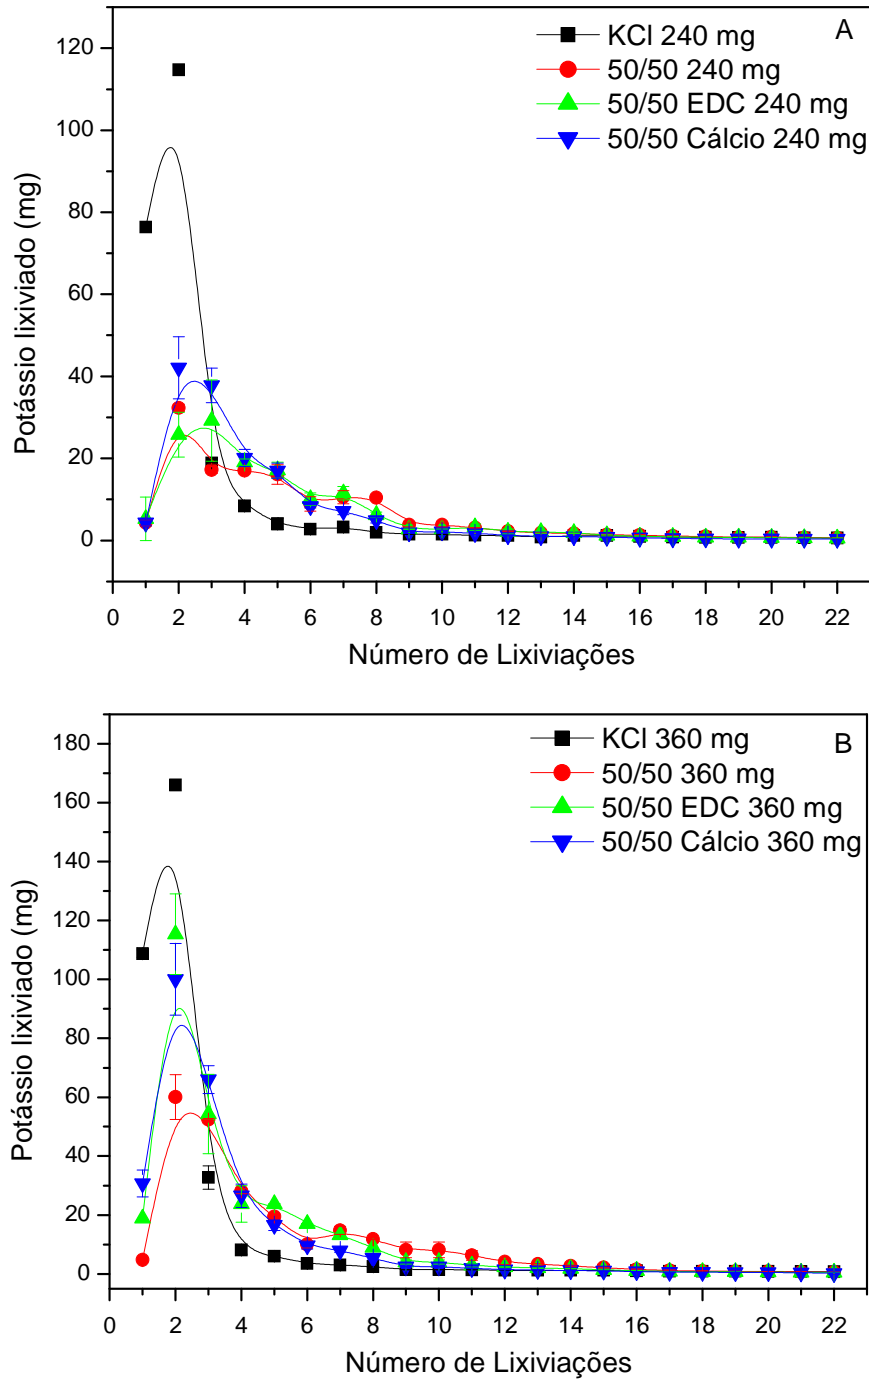 A
KCl 240 mg
50/50 240 mg
50/50 EDC 240 mg
50/50 Cálcio 240 mg
120
100
80
60
40
20
0
Potássio lixiviado (mg)
0 2 4 6 8 10 12 14 16 18 20 22
Número de Lixiviações
B
KCl 360 mg
50/50 360 mg
50/50 EDC 360 mg
50/50 Cálcio 360 mg
180
160
140
120
100
80
60
40
20
0
Potássio lixiviado (mg)
0 2 4 6 8 10 12 14 16 18 20 22
Número de Lixiviações